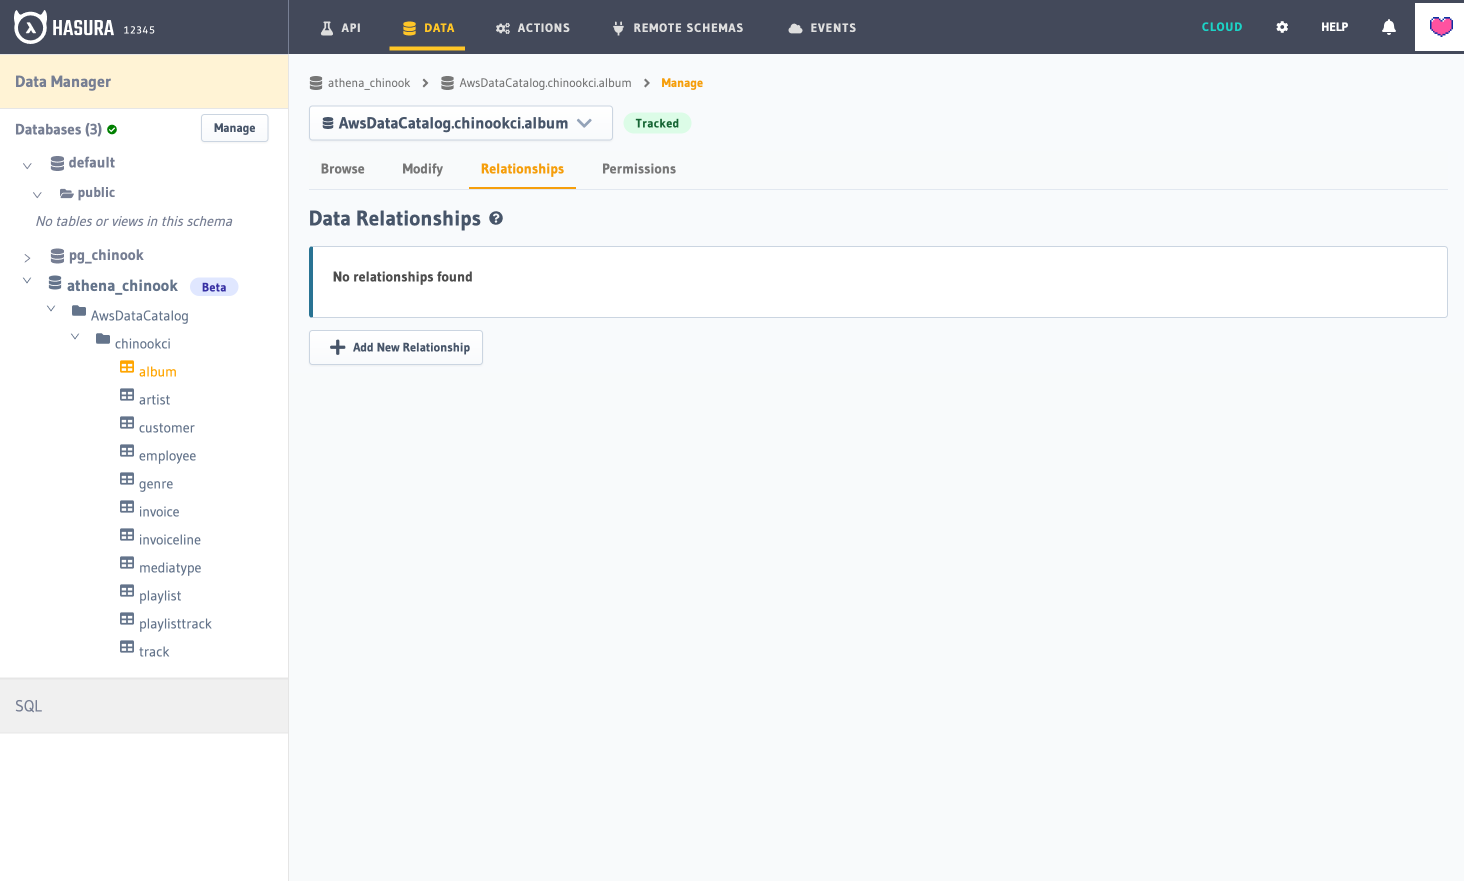 HASURA 12345 API DATA ACTIONS REMOTE SCHEMAS EVENTS CLOUD HELP
Data Manager
Databases (3) Manage
default
public
No tables or views in this schema
pg_chinook
athena_chinook Beta
AwsDataCatalog
chinookci
album
artist
customer
employee
genre
invoice
invoiceline
mediatype
playlist
playlisttrack
track
SQL
athena_chinook AwsDataCatalog.chinookci.album Manage
AwsDataCatalog.chinookci.album Tracked
Browse Modify Relationships Permissions
Data Relationships
No relationships found
Add New Relationship